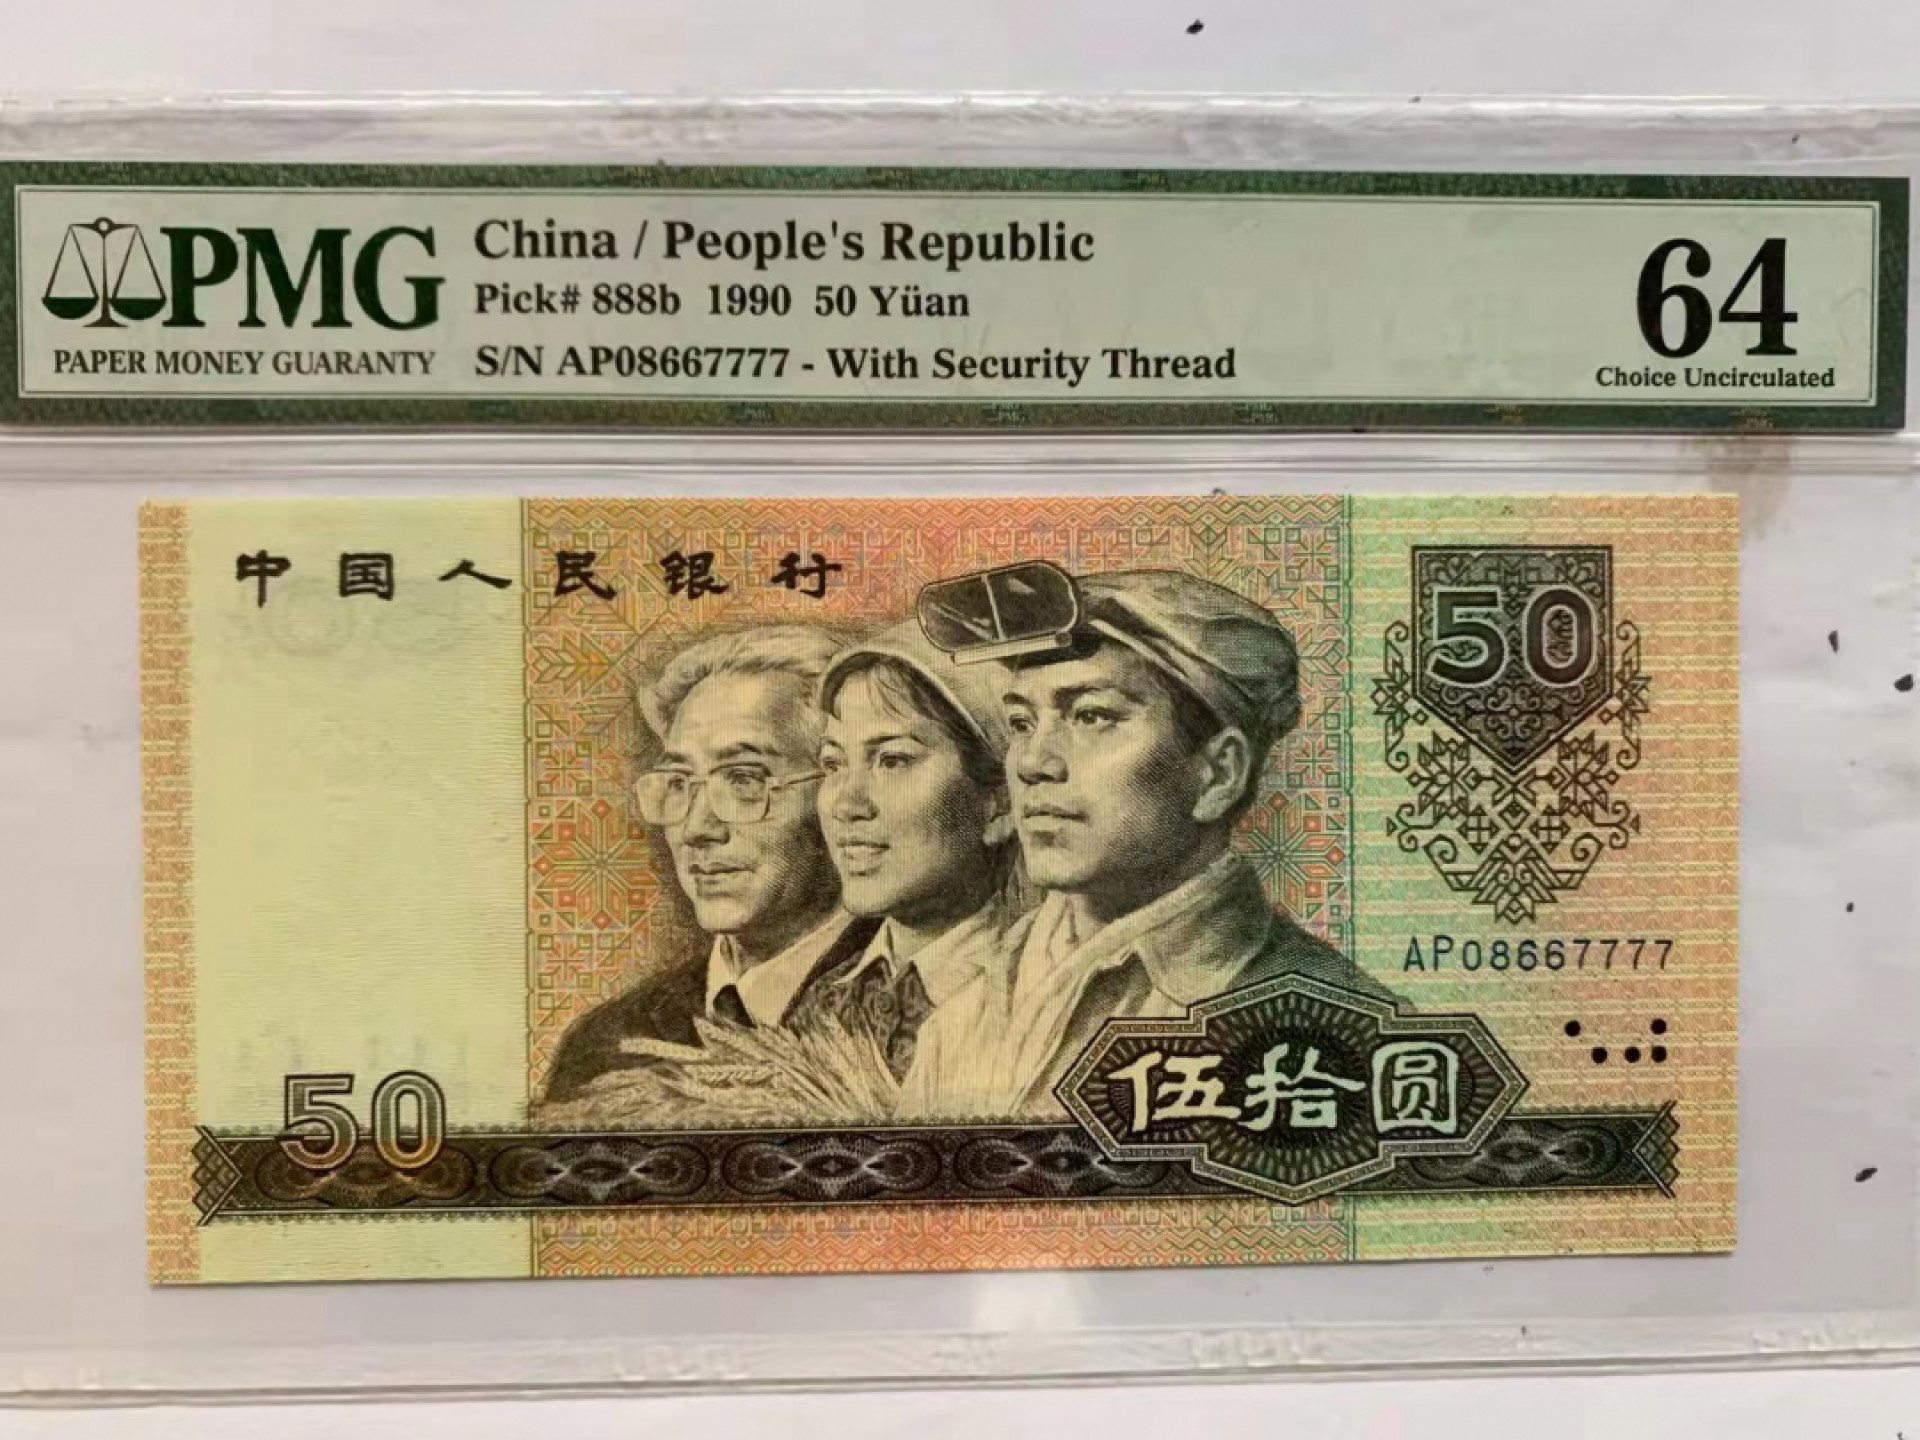 PMG
PAPER MONEY GUARANTY
China / People's Republic
Pick# 888b 1990 50 Yüan
S/N AP08667777 - With Security Thread
64
Choice Uncirculated
中国人民银行
50
AP08667777
50
伍拾圆